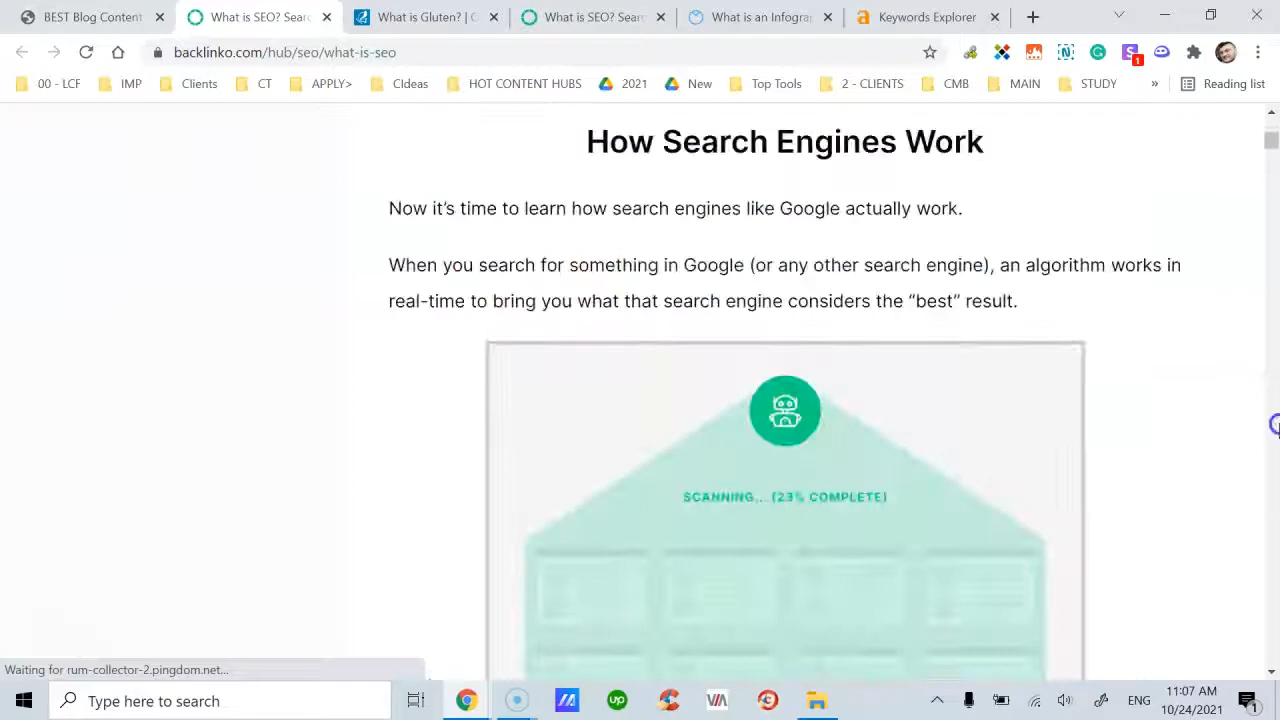 BEST Blog Content
What is SEO? Sear
What is Gluten? | C
What is SEO? Sear
What is an Infogra
Keywords Explorer
backlinko.com/hub/seo/what-is-seo
1
00 - LCF
IMP
Clients
CT
APPLY>
CIdeas
HOT CONTENT HUBS
2021
New
Top Tools
2 - CLIENTS
CMB
MAIN
STUDY
»
Reading list
How Search Engines Work
Now it's time to learn how search engines like Google actually work.
When you search for something in Google (or any other search engine), an algorithm works in
real-time to bring you what that search engine considers the “best” result.
SCANNING... (23% COMPLETE)
Waiting for rum-collector-2.pingdom.net...
Type here to search
up
VIA
ENG
11:07 AM
10/24/2021
1